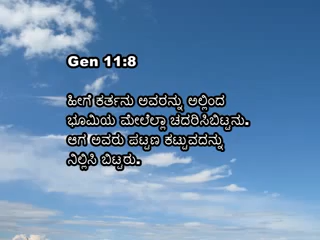 Gen 11:8
ಹೀಗೆ ಕರ್ತನು ಅವರನ್ನು ಅಲ್ಲಿಂದ
ಭೂಮಿಯ ಮೇಲೆಲ್ಲಾ ಚದರಿಸಿಬಿಟ್ಟನು.
ಆಗ ಅವರು ಪಟ್ಟಣ ಕಟ್ಟುವದನ್ನು
ನಿಲ್ಲಿಸಿ ಬಿಟ್ಟರು.